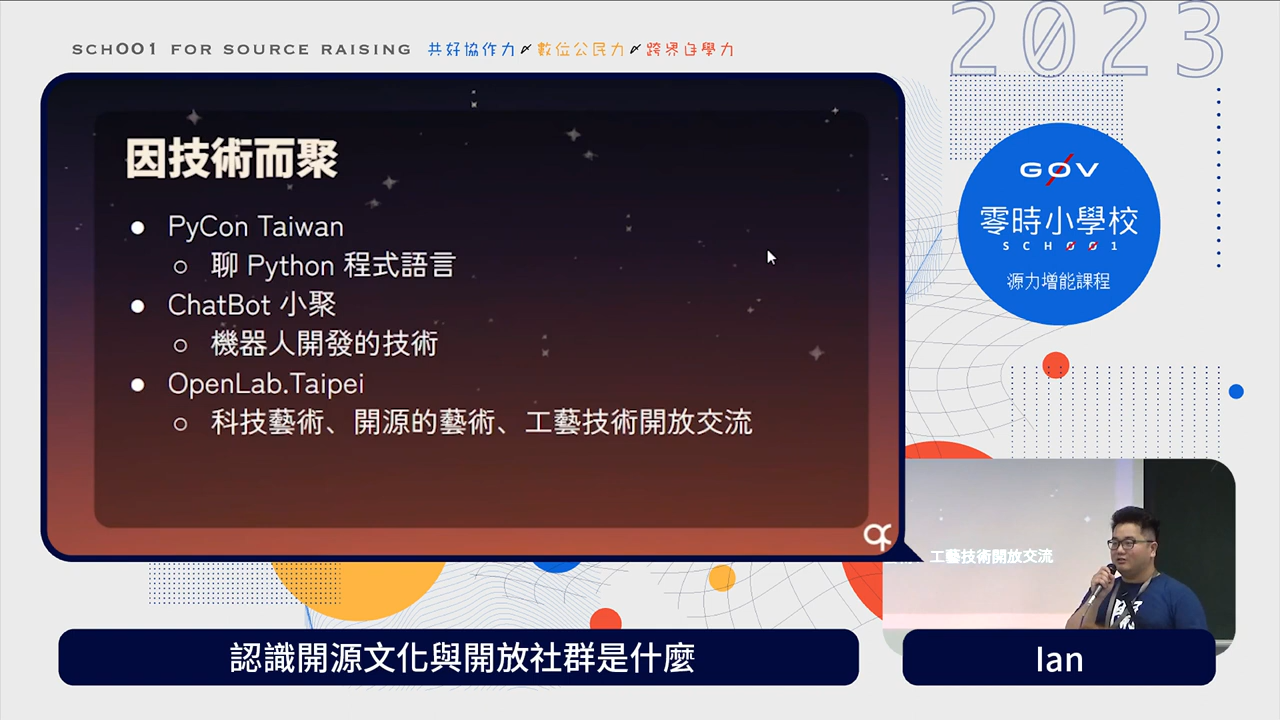 SCH001 FOR SOURCE RAISING 共好協作力 數位公民力 跨界自學力
2023
因技術而聚
PyCon Taiwan
聊 Python 程式語言
ChatBot 小聚
機器人開發的技術
OpenLab.Taipei
科技藝術、開源的藝術、工藝技術開放交流
G0V
零時小學校
SCH001
源力增能課程
工藝技術開放交流
認識開源文化與開放社群是什麼
Ian